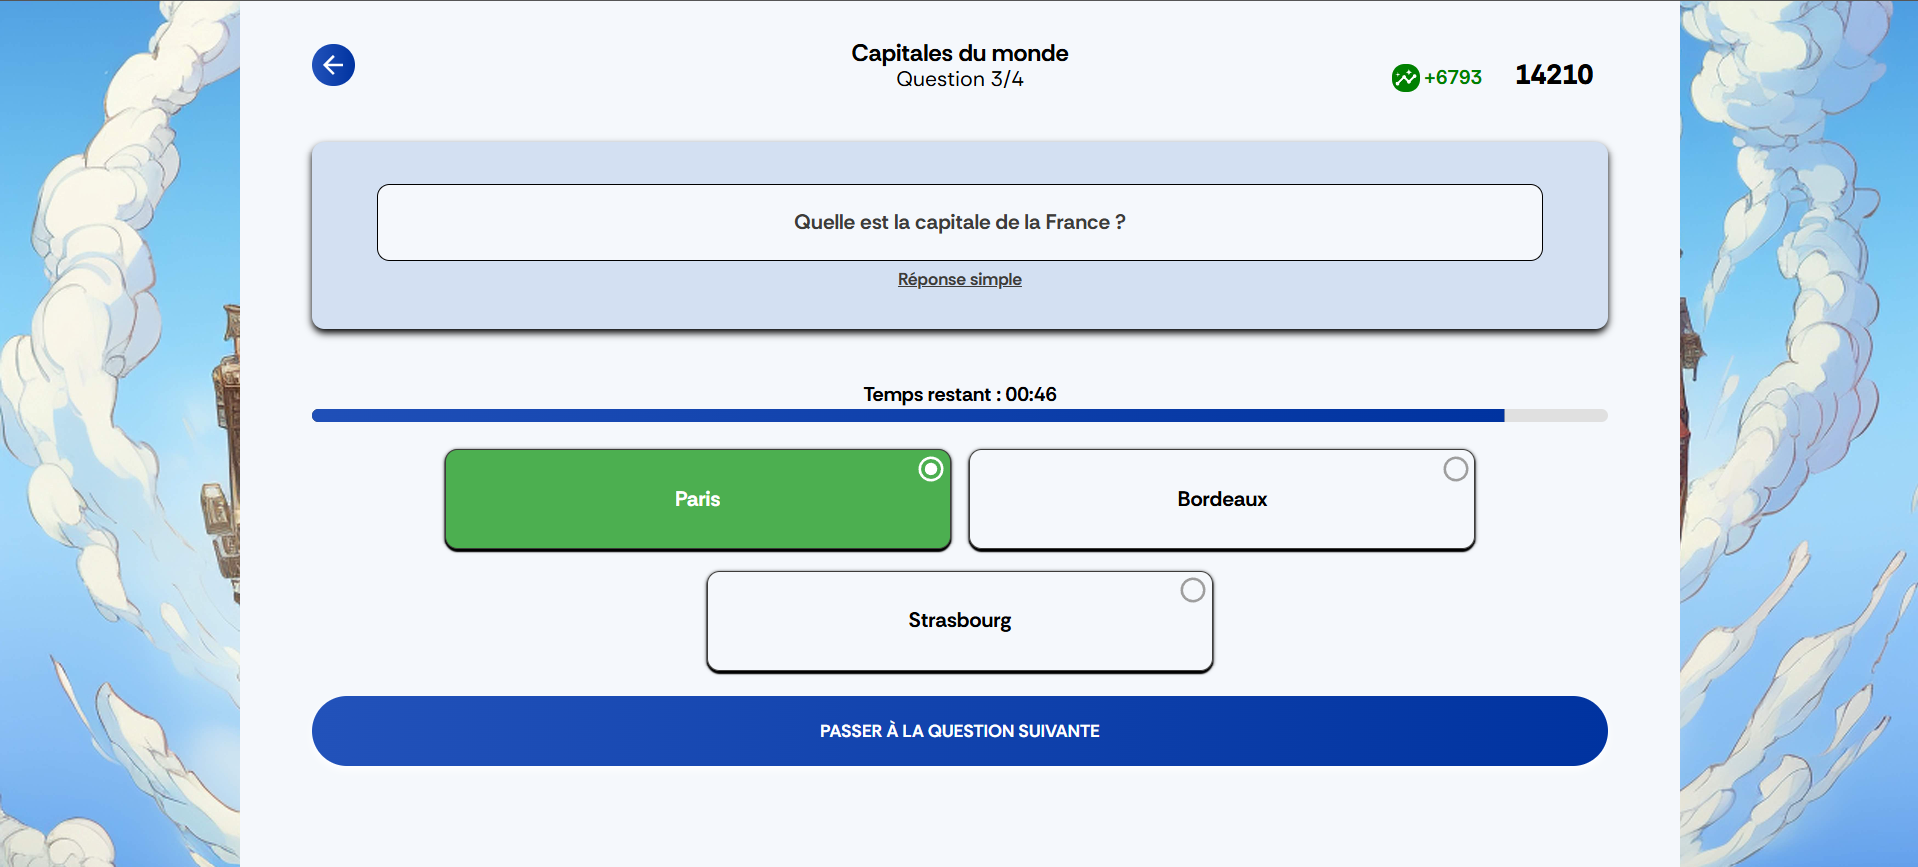 Capitales du monde
Question 3/4
+6793
14210
Quelle est la capitale de la France ?
Réponse simple
Temps restant : 00:46
Paris
Bordeaux
Strasbourg
PASSER À LA QUESTION SUIVANTE